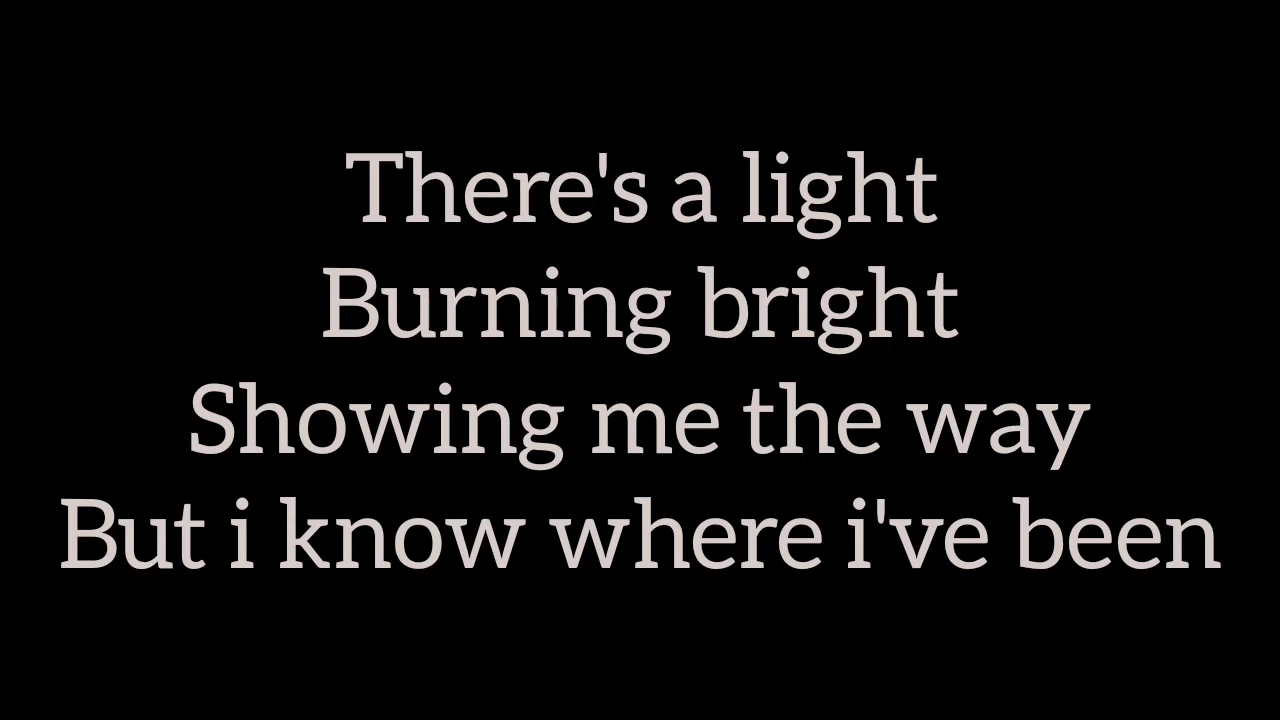 There's a light
Burning bright
Showing me the way
But i know where i've been